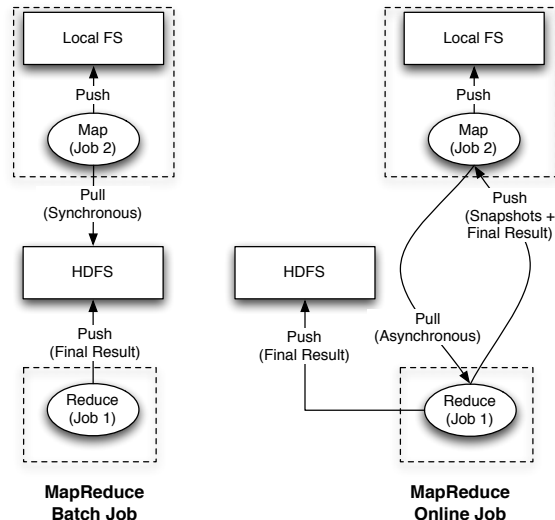 Local FS
Push
Map
(Job 2)
Pull
(Synchronous)
HDFS
Push
(Final Result)
Reduce
(Job 1)
MapReduce
Batch Job
Local FS
Push
Map
(Job 2)
Push
(Snapshots +
Final Result)
HDFS
Pull
(Asynchronous)
Push
(Final Result)
Reduce
(Job 1)
MapReduce
Online Job